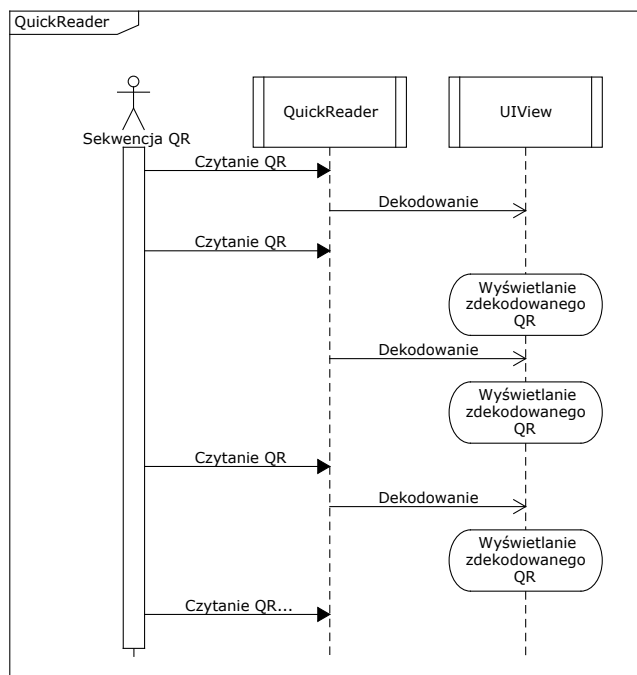 QuickReader
QuickReader
UIView
Sekwencja QR
Czytanie QR
Dekodowanie
Czytanie QR
Wyświetlanie
zdekodowanego
QR
Dekodowanie
Wyświetlanie
zdekodowanego
QR
Czytanie QR
Dekodowanie
Wyświetlanie
zdekodowanego
QR
Czytanie QR...